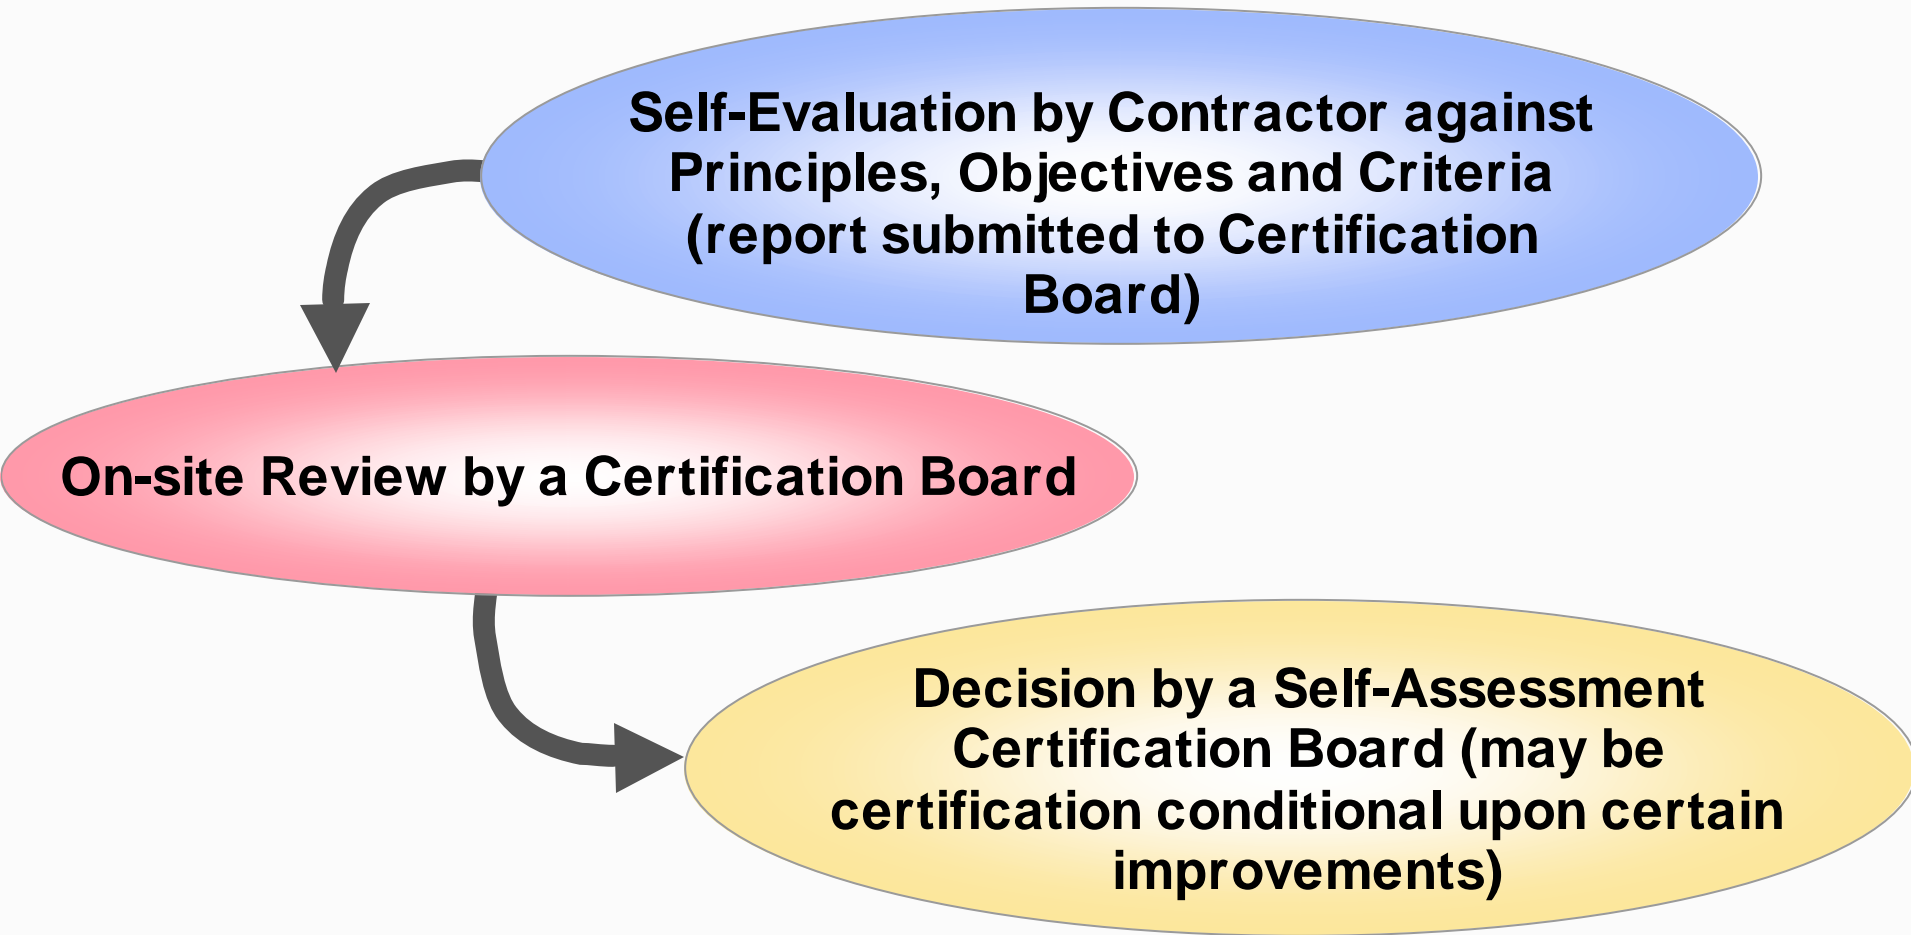 Self-Evaluation by Contractor against
Principles, Objectives and Criteria
(report submitted to Certification
Board)
On-site Review by a Certification Board
Decision by a Self-Assessment
Certification Board (may be
certification conditional upon certain
improvements)